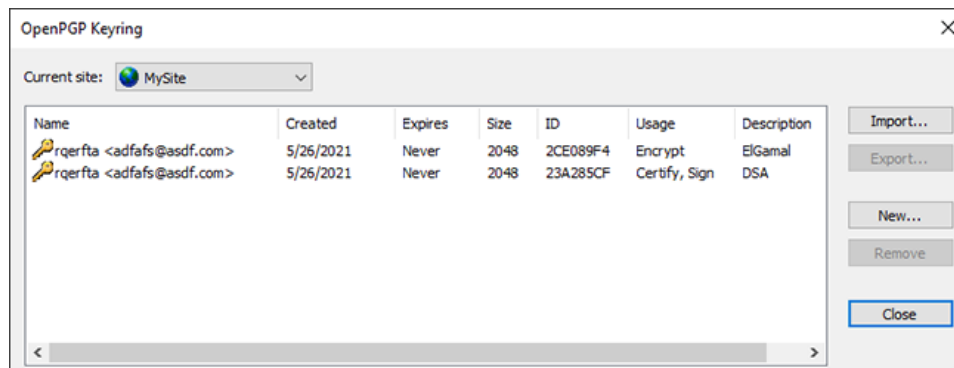 OpenPGP Keyring
Current site: MySite
Name Created Expires Size ID Usage Description
rqerfta <adfafs@asdf.com> 5/26/2021 Never 2048 2CE089F4 Encrypt ElGamal
rqerfta <adfafs@asdf.com> 5/26/2021 Never 2048 23A285CF Certify, Sign DSA
Import...
Export...
New...
Remove
Close